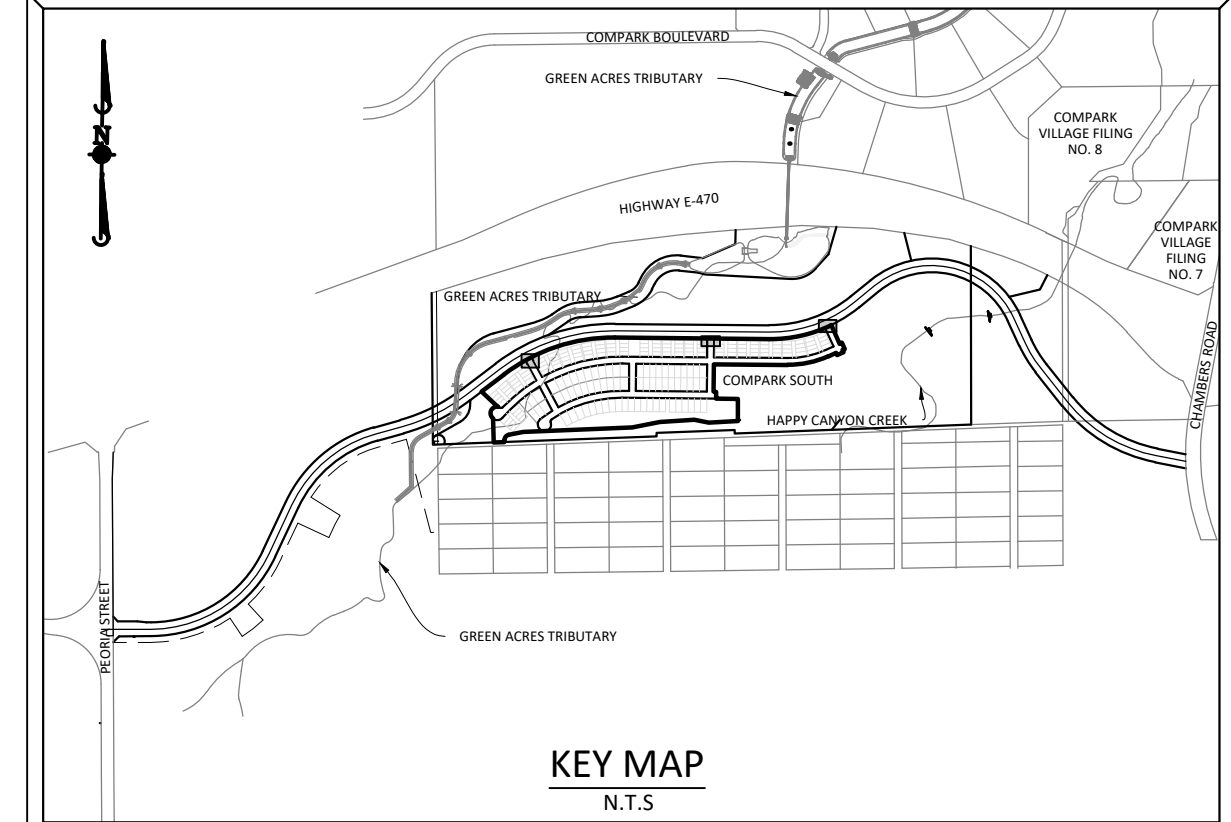 COMPARK BOULEVARD
GREEN ACRES TRIBUTARY
COMPARK
VILLAGE FILING
NO. 8
N
HIGHWAY E-470
COMPARK
VILLAGE
FILING
NO. 7
GREEN ACRES TRIBUTARY
COMPARK SOUTH
HAPPY CANYON CREEK
CHAMBERS ROAD
PEORIA STREET
GREEN ACRES TRIBUTARY
KEY MAP
N.T.S